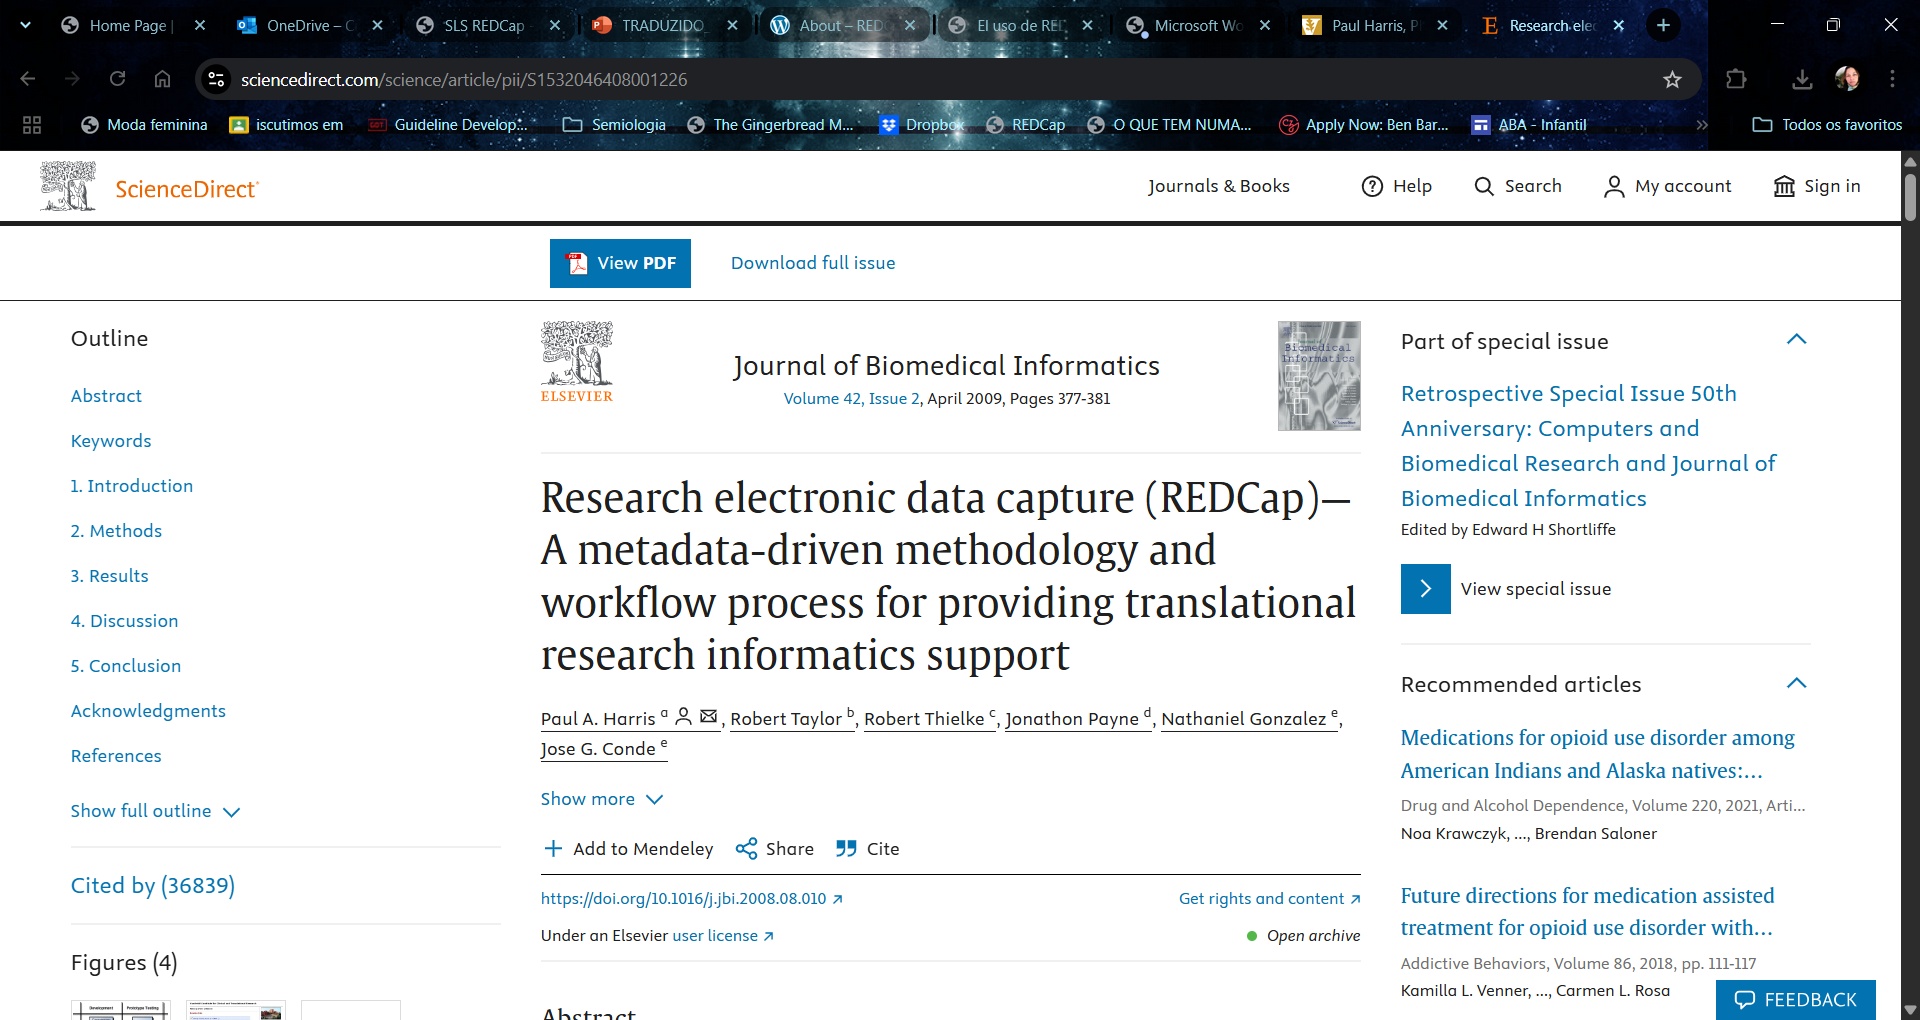 Home Page |
OneDrive – C
SLS REDCap
TRADUZIDO_
About – REDC
El uso de RED
Microsoft Wo
Paul Harris, P
Research elec
sciencedirect.com/science/article/pii/S1532046408001226
Moda feminina
iscutimos em
Guideline Develop...
Semiologia
The Gingerbread M...
Dropbox
REDCap
O QUE TEM NUMA...
Apply Now: Ben Bar...
ABA - Infantil
Todos os favoritos
ScienceDirect
Journals & Books
Help
Search
My account
Sign in
View PDF
Download full issue
Outline
Abstract
Keywords
1. Introduction
2. Methods
3. Results
4. Discussion
5. Conclusion
Acknowledgments
References
Show full outline
Cited by (36839)
Figures (4)
ELSEVIER
Journal of Biomedical Informatics
Volume 42, Issue 2, April 2009, Pages 377-381
Biomedical
Informatics
Research electronic data capture (REDCap)—
A metadata-driven methodology and
workflow process for providing translational
research informatics support
Paul A. Harris a, Robert Taylor b, Robert Thielke c, Jonathon Payne d, Nathaniel Gonzalez e,
Jose G. Conde e
Show more
Add to Mendeley
Share
Cite
https://doi.org/10.1016/j.jbi.2008.08.010
Get rights and content
Under an Elsevier user license
Open archive
Abstract
Part of special issue
Retrospective Special Issue 50th
Anniversary: Computers and
Biomedical Research and Journal of
Biomedical Informatics
Edited by Edward H Shortliffe
View special issue
Recommended articles
Medications for opioid use disorder among
American Indians and Alaska natives:...
Drug and Alcohol Dependence, Volume 220, 2021, Arti...
Noa Krawczyk, ..., Brendan Saloner
Future directions for medication assisted
treatment for opioid use disorder with...
Addictive Behaviors, Volume 86, 2018, pp. 111-117
Kamilla L. Venner, ..., Carmen L. Rosa
FEEDBACK